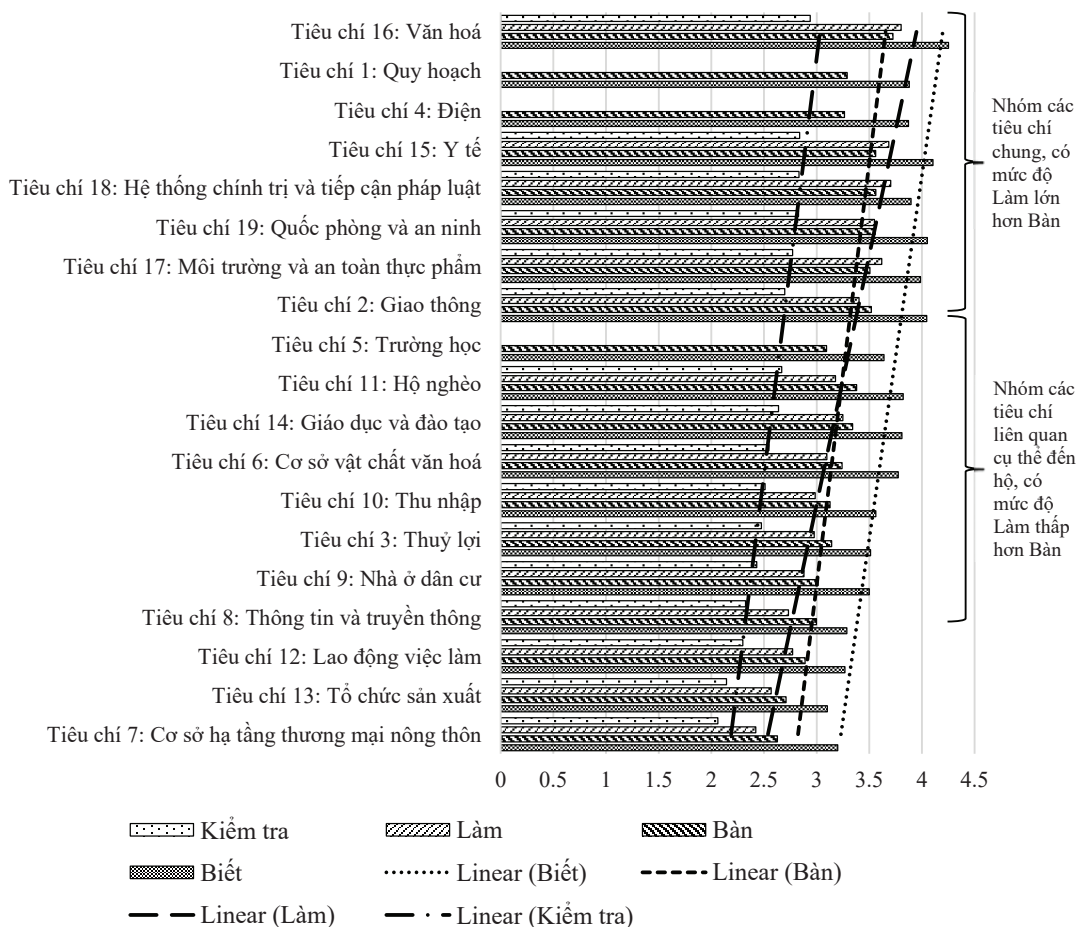 Tiêu chí 16: Văn hoá
Tiêu chí 1: Quy hoạch
Tiêu chí 4: Điện
Tiêu chí 15: Y tế
Tiêu chí 18: Hệ thống chính trị và tiếp cận pháp luật
Tiêu chí 19: Quốc phòng và an ninh
Tiêu chí 17: Môi trường và an toàn thực phẩm
Tiêu chí 2: Giao thông
Tiêu chí 5: Trường học
Tiêu chí 11: Hộ nghèo
Tiêu chí 14: Giáo dục và đào tạo
Tiêu chí 6: Cơ sở vật chất văn hoá
Tiêu chí 10: Thu nhập
Tiêu chí 3: Thuỷ lợi
Tiêu chí 9: Nhà ở dân cư
Tiêu chí 8: Thông tin và truyền thông
Tiêu chí 12: Lao động việc làm
Tiêu chí 13: Tổ chức sản xuất
Tiêu chí 7: Cơ sở hạ tầng thương mại nông thôn
Nhóm các
tiêu chí
chung, có
mức độ
Làm lớn
hơn Bàn
Nhóm các
tiêu chí
liên quan
cụ thể đến
hộ, có
mức độ
Làm thấp
hơn Bàn
0 0.5 1 1.5 2 2.5 3 3.5 4 4.5
Kiểm tra Làm Bàn
Biết Linear (Biết) Linear (Bàn)
Linear (Làm) Linear (Kiểm tra)